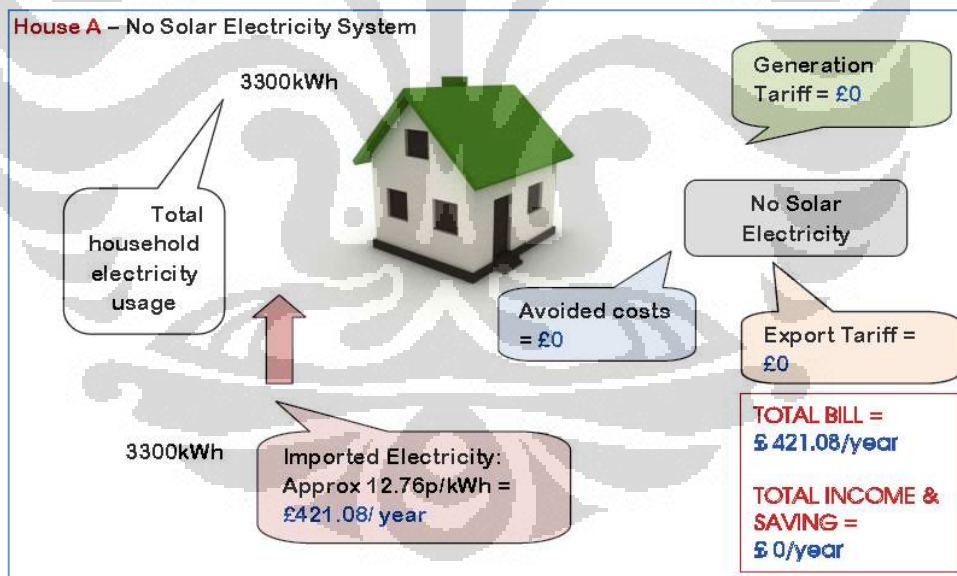 House A – No Solar Electricity System
3300kWh
Generation
Tariff = £0
Total
household
electricity
usage
No Solar
Electricity
Avoided costs
= £0
Export Tariff =
£0
3300kWh
Imported Electricity:
Approx 12.76p/kWh =
£421.08/ year
TOTAL BILL =
£ 421.08/year
TOTAL INCOME &
SAVING =
£ 0/year